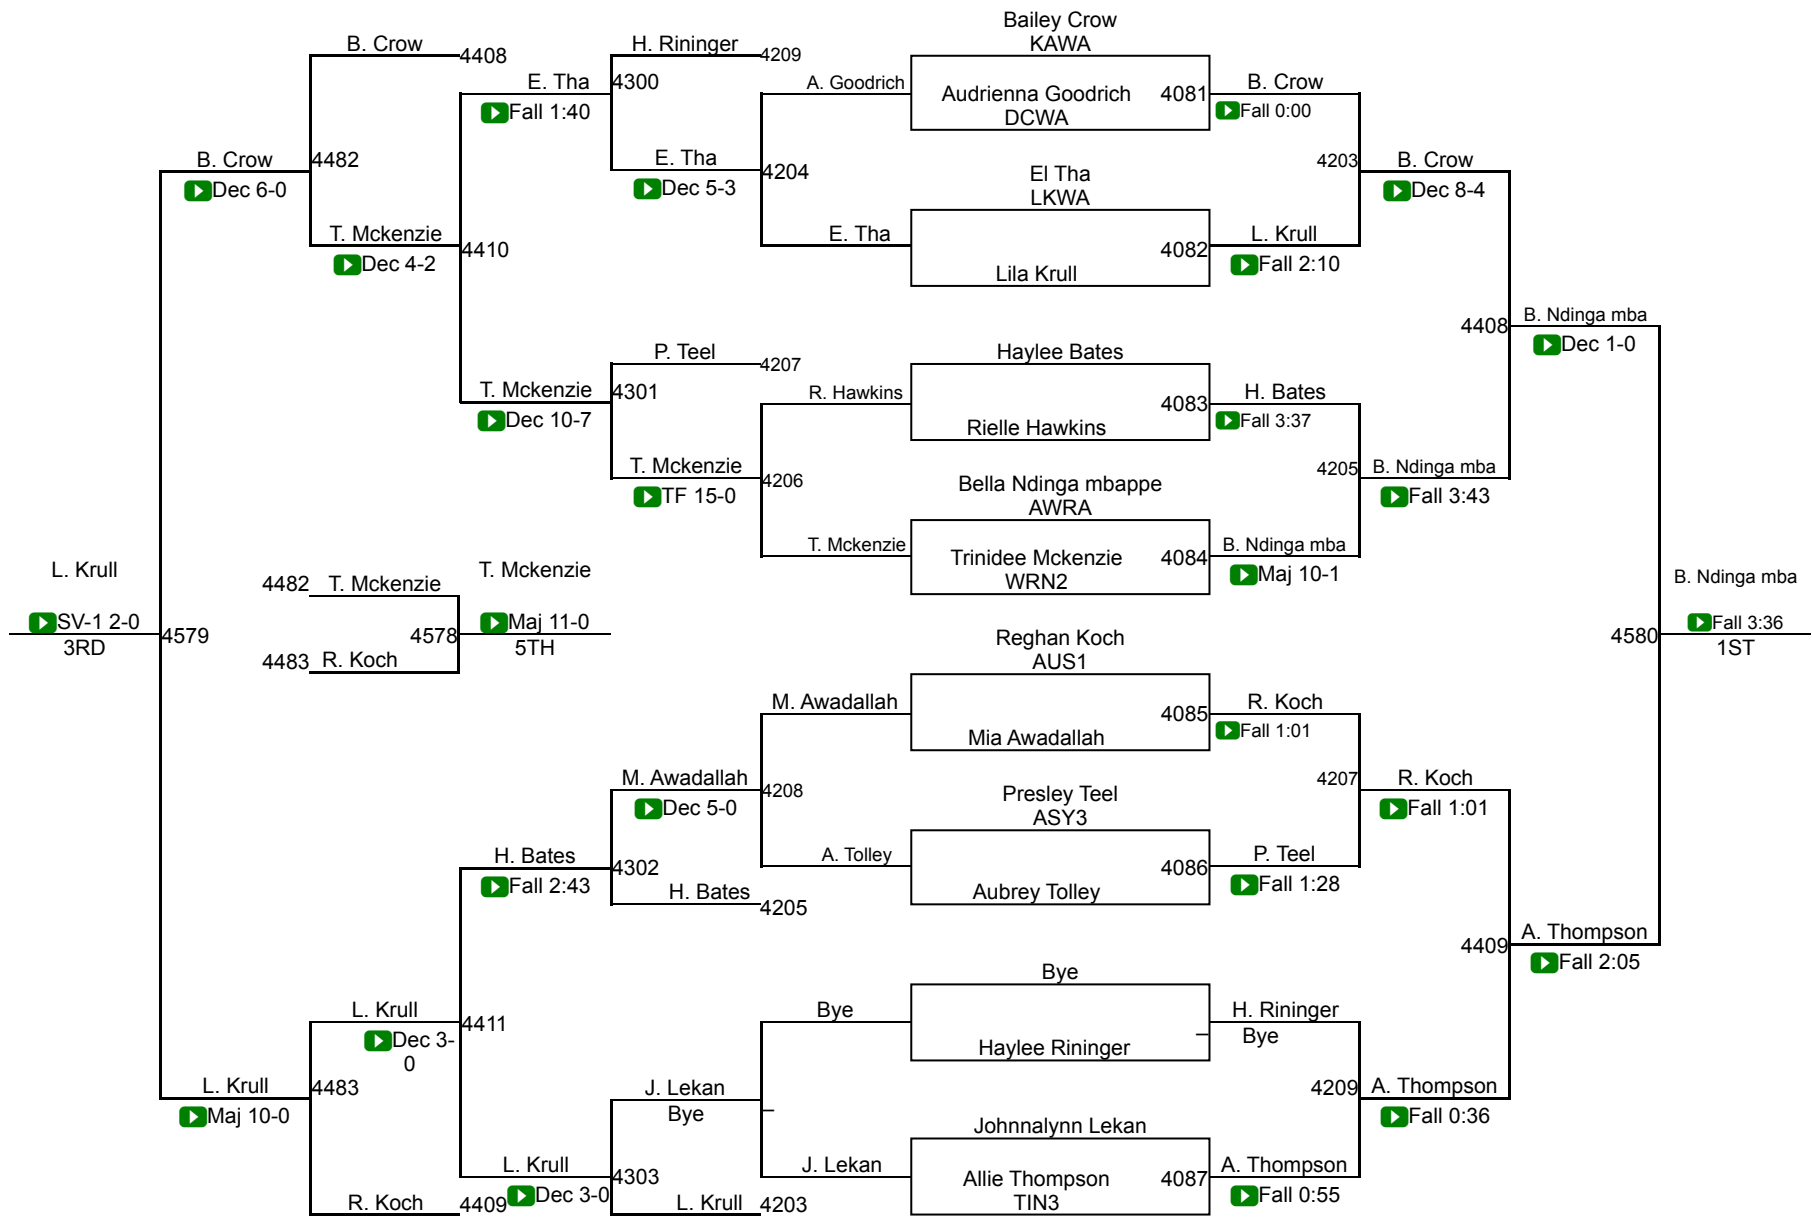 Bailey Crow
KAWA
B. Crow
4408
H. Rininger
4209
E. Tha
4300
A. Goodrich
Audrienna Goodrich
DCWA
4081
B. Crow
Fall 1:40
Fall 0:00
B. Crow
4482
E. Tha
4204
El Tha
LKWA
4203
B. Crow
Dec 6-0
Dec 5-3
Dec 8-4
T. Mckenzie
4410
E. Tha
4082
L. Krull
Dec 4-2
Lila Krull
Fall 2:10
4408
B. Ndinga mba
Dec 1-0
P. Teel
4207
Haylee Bates
T. Mckenzie
4301
R. Hawkins
4083
H. Bates
Dec 10-7
Rielle Hawkins
Fall 3:37
T. Mckenzie
4206
4205
B. Ndinga mba
TF 15-0
Bella Ndinga mbappe
AWRA
Fall 3:43
T. Mckenzie
Trinidee Mckenzie
WRN2
4084
B. Ndinga mba
Maj 10-1
L. Krull
4482
T. Mckenzie
T. Mckenzie
B. Ndinga mba
SV-1 2-0
3RD
4579
4578
Maj 11-0
5TH
4580
Fall 3:36
1ST
4483
R. Koch
Reghan Koch
AUS1
M. Awadallah
4085
R. Koch
Mia Awadallah
Fall 1:01
M. Awadallah
4208
4207
R. Koch
Dec 5-0
Presley Teel
ASY3
Fall 1:01
H. Bates
4302
A. Tolley
4086
P. Teel
Fall 2:43
H. Bates
4205
Aubrey Tolley
Fall 1:28
4409
A. Thompson
Fall 2:05
Bye
L. Krull
4411
Bye
H. Rininger
Dec 3-
0
Haylee Rininger
Bye
L. Krull
4483
J. Lekan
4209
A. Thompson
Maj 10-0
Bye
Fall 0:36
Johnnalynn Lekan
L. Krull
4303
J. Lekan
Allie Thompson
TIN3
4087
A. Thompson
Dec 3-0
Fall 0:55
R. Koch
4409
L. Krull
4203